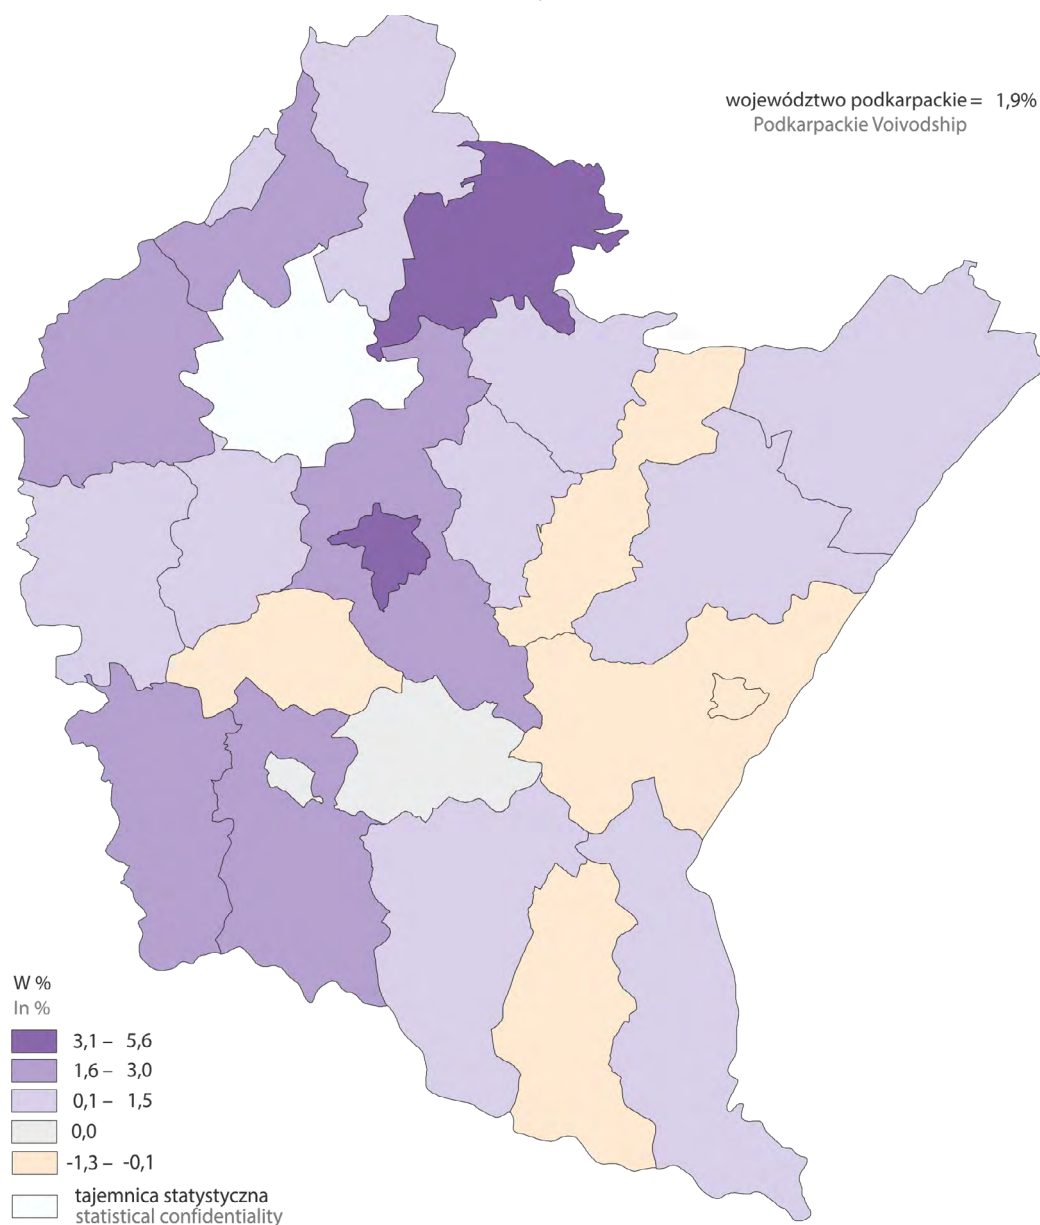 województwo podkarpackie = 1,9%
Podkarpackie Voivodship
W %
In %
3,1 – 5,6
1,6 – 3,0
0,1 – 1,5
0,0
-1,3 – -0,1
tajemnica statystyczna
statistical confidentiality